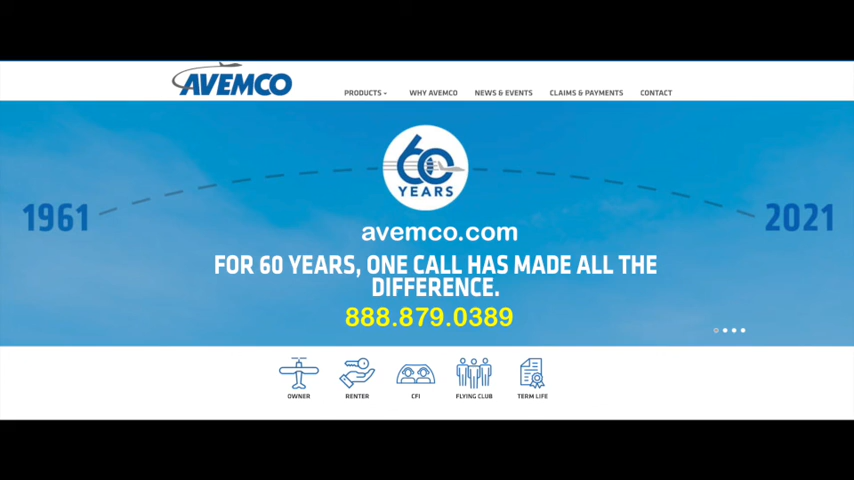 AVEMCO
PRODUCTS
WHY AVEMCO
NEWS & EVENTS
CLAIMS & PAYMENTS
CONTACT
60
YEARS
1961
2021
avemco.com
FOR 60 YEARS, ONE CALL HAS MADE ALL THE
DIFFERENCE.
888.879.0389
OWNER
RENTER
CFI
FLYING CLUB
TERM LIFE